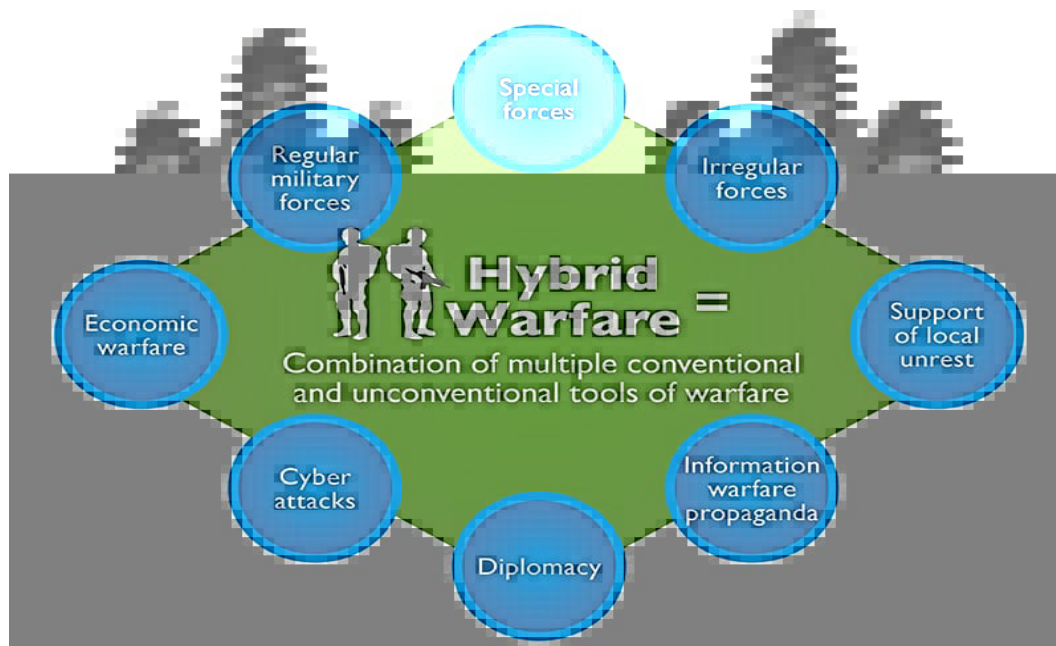 Special
forces
Regular
military
forces
Irregular
forces
Hybrid
Warfare =
Economic
warfare
Support
of local
unrest
Combination of multiple conventional
and unconventional tools of warfare
Cyber
attacks
Information
warfare
propaganda
Diplomacy